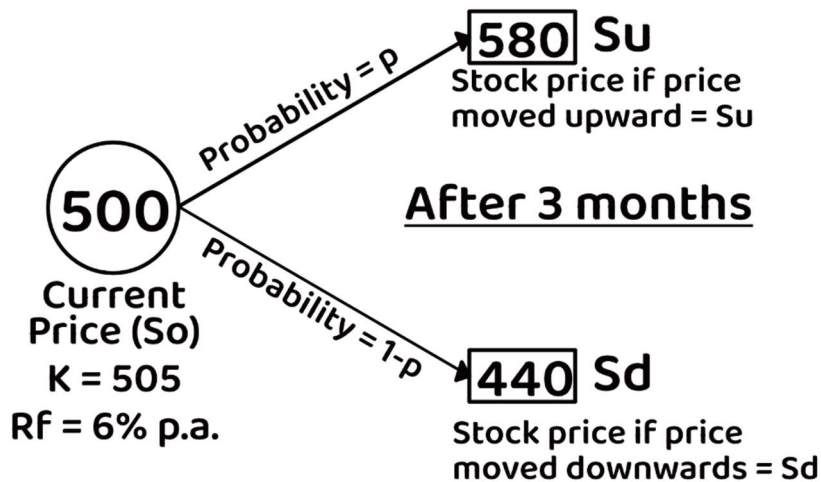 Probability = p
580 Su
Stock price if price
moved upward = Su
500
After 3 months
Current
Price (So)
K = 505
Rf = 6% p.a.
Probability = 1-p
440 Sd
Stock price if price
moved downwards = Sd